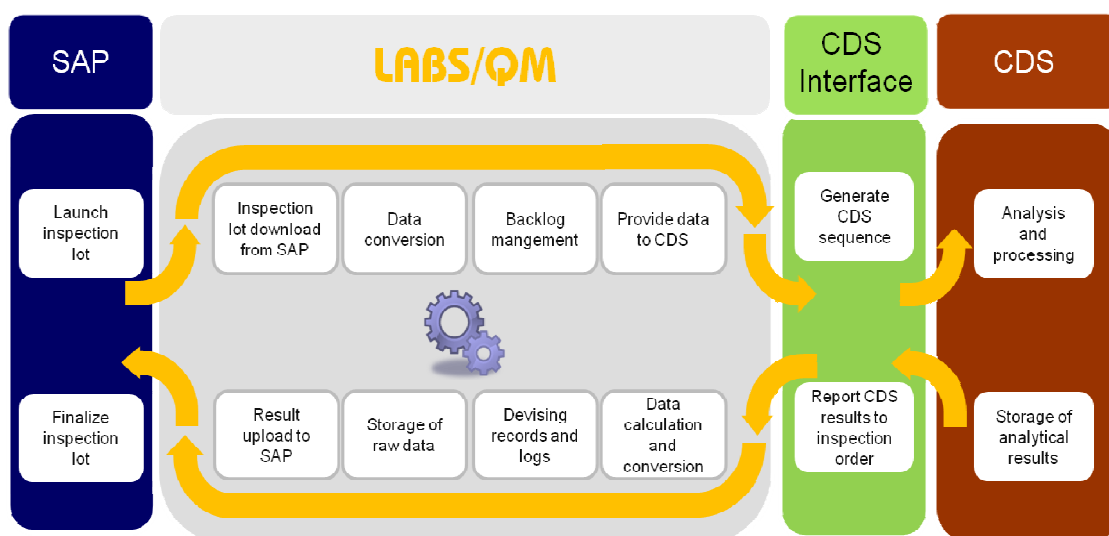 SAP
LABS/QM
CDS
Interface
CDS
Launch
inspection
lot
Inspection
lot download
from SAP
Data
conversion
Backlog
mangement
Provide data
to CDS
Generate
CDS
sequence
Analysis
and
processing
Finalize
inspection
lot
Result
upload to
SAP
Storage of
raw data
Devising
records and
logs
Data
calculation
and
conversion
Report CDS
results to
inspection
order
Storage of
analytical
results